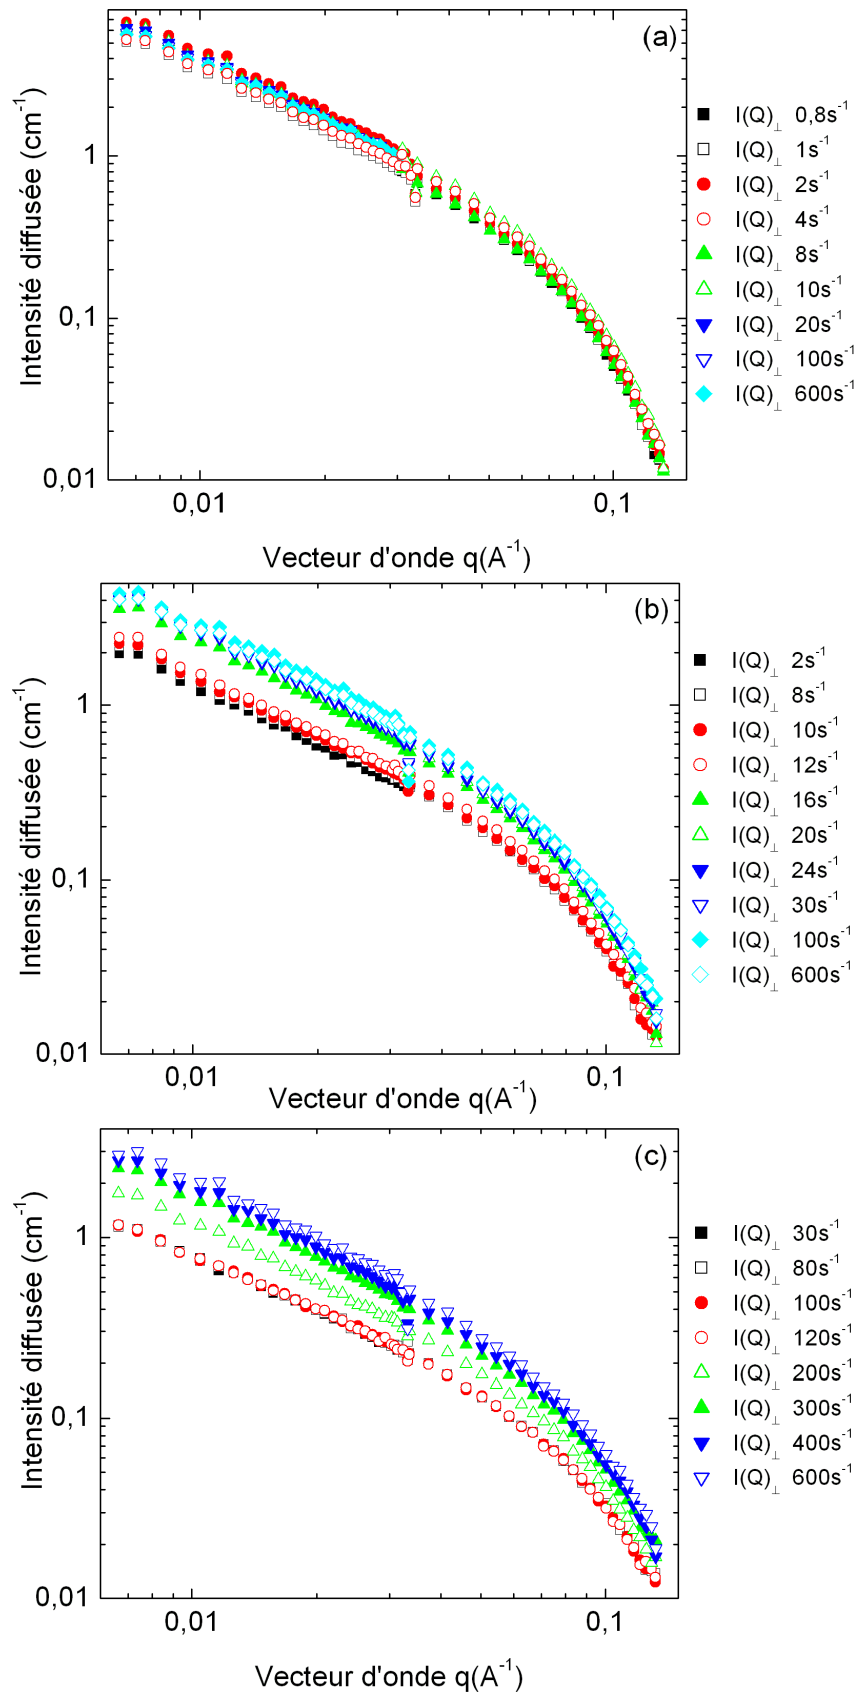 (a)
Intensité diffusée (cm⁻¹)
1
0,1
0,01
0,01 0,1
Vecteur d'onde q(A⁻¹)
I(Q)⊥ 0,8s⁻¹
I(Q)⊥ 1s⁻¹
I(Q)⊥ 2s⁻¹
I(Q)⊥ 4s⁻¹
I(Q)⊥ 8s⁻¹
I(Q)⊥ 10s⁻¹
I(Q)⊥ 20s⁻¹
I(Q)⊥ 100s⁻¹
I(Q)⊥ 600s⁻¹
(b)
Intensité diffusée (cm⁻¹)
1
0,1
0,01
0,01 0,1
Vecteur d'onde q(A⁻¹)
I(Q)⊥ 2s⁻¹
I(Q)⊥ 8s⁻¹
I(Q)⊥ 10s⁻¹
I(Q)⊥ 12s⁻¹
I(Q)⊥ 16s⁻¹
I(Q)⊥ 20s⁻¹
I(Q)⊥ 24s⁻¹
I(Q)⊥ 30s⁻¹
I(Q)⊥ 100s⁻¹
I(Q)⊥ 600s⁻¹
(c)
Intensité diffusée (cm⁻¹)
1
0,1
0,01
0,01 0,1
Vecteur d'onde q(A⁻¹)
I(Q)⊥ 30s⁻¹
I(Q)⊥ 80s⁻¹
I(Q)⊥ 100s⁻¹
I(Q)⊥ 120s⁻¹
I(Q)⊥ 200s⁻¹
I(Q)⊥ 300s⁻¹
I(Q)⊥ 400s⁻¹
I(Q)⊥ 600s⁻¹